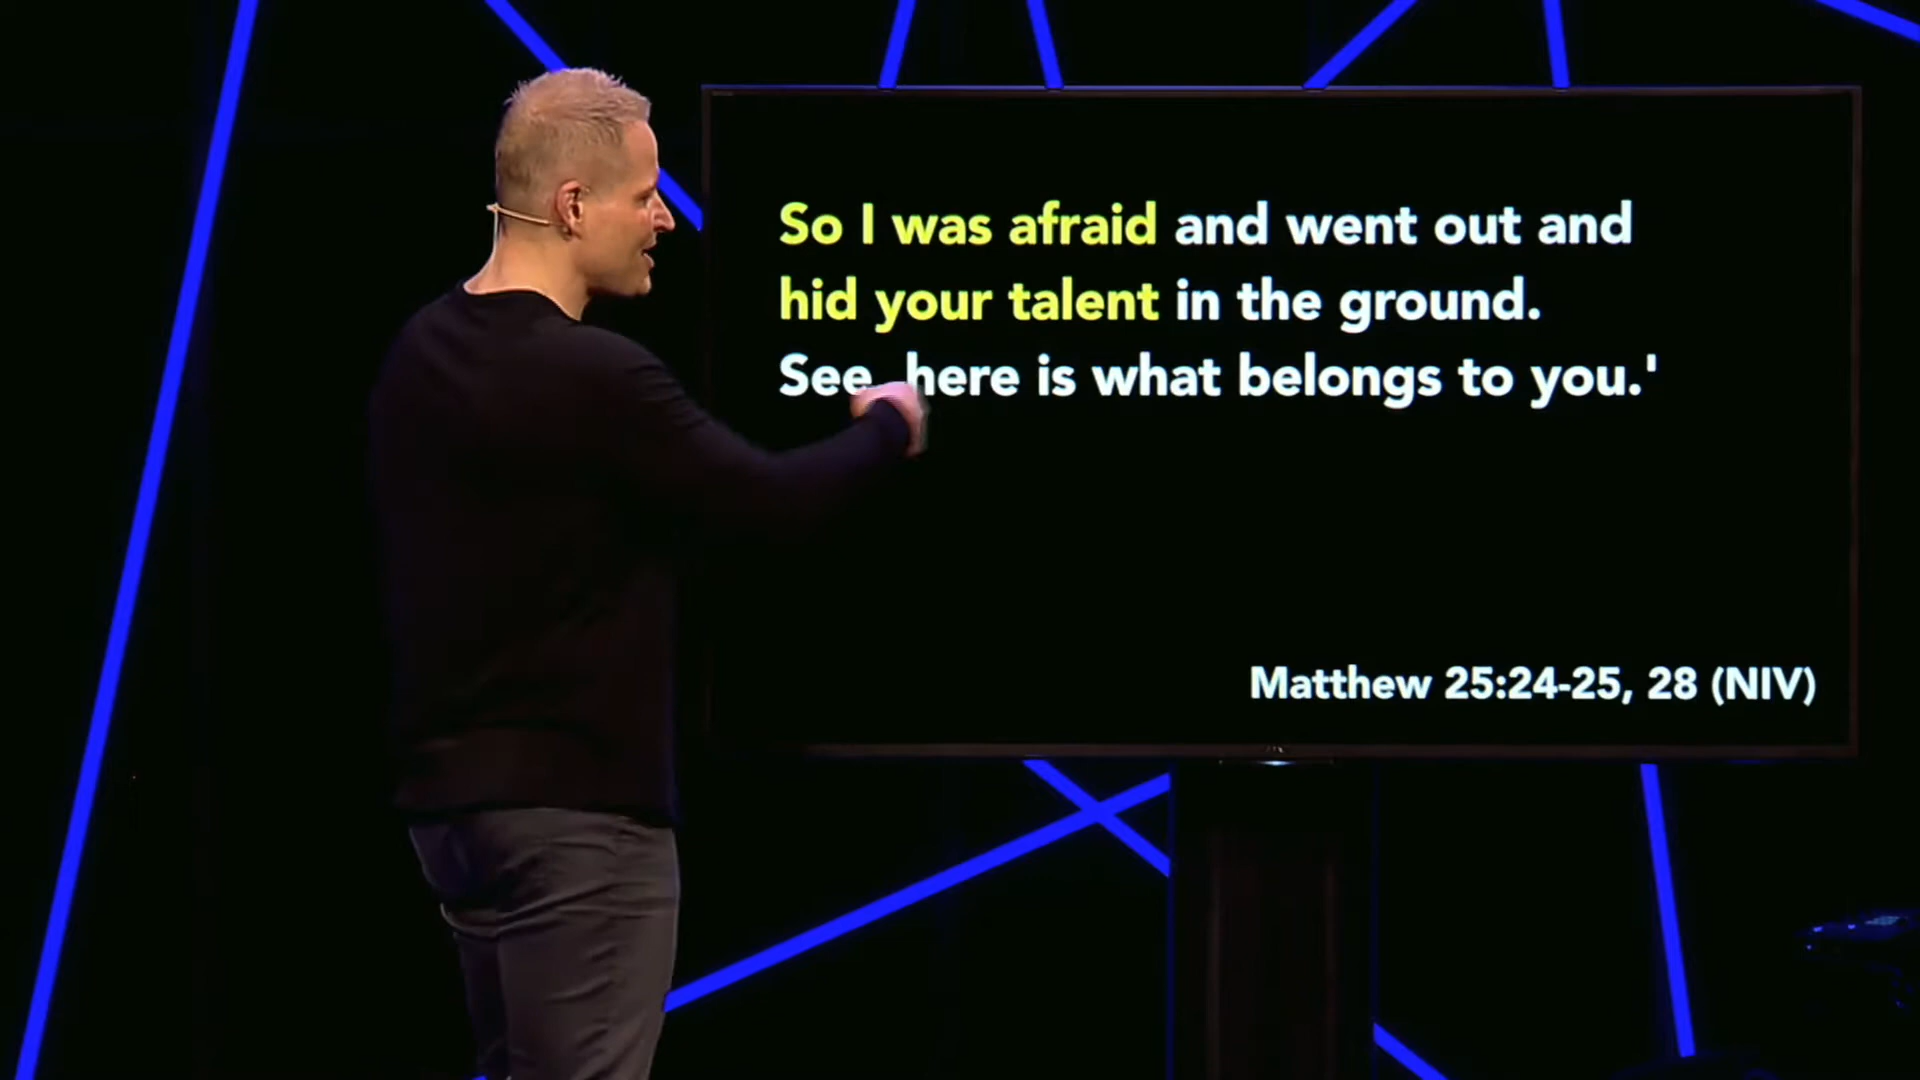 So I was afraid and went out and
hid your talent in the ground.
See, here is what belongs to you.'
Matthew 25:24-25, 28 (NIV)